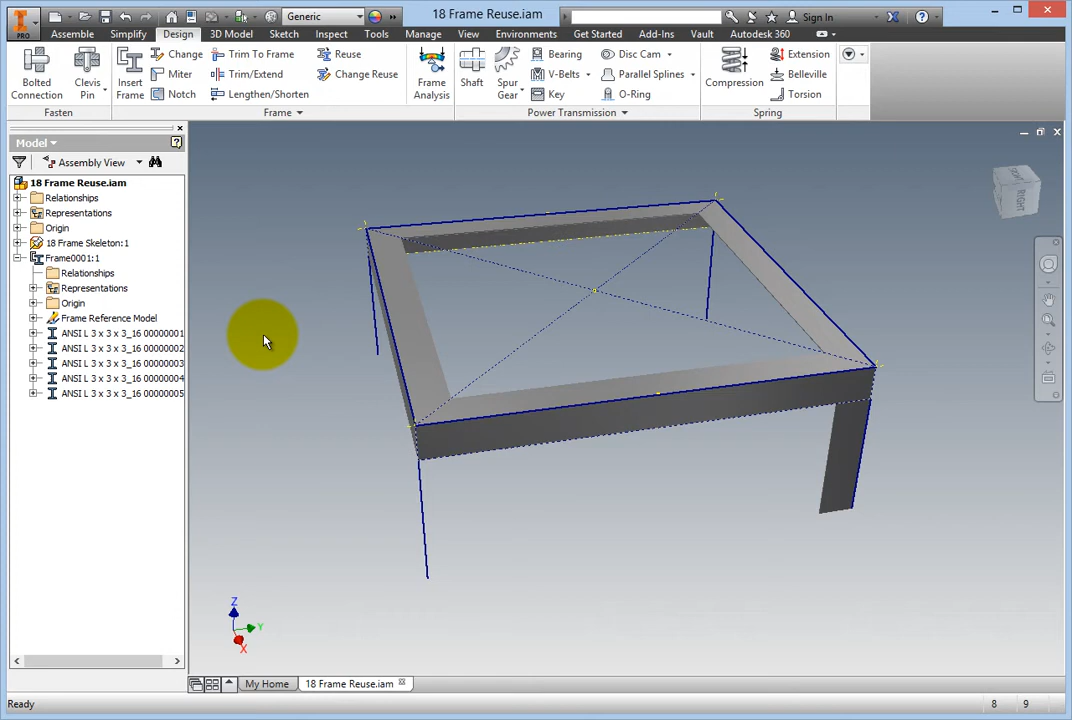 Generic
18 Frame Reuse.iam
Sign In
PRO
Assemble Simplify Design 3D Model Sketch Inspect Tools Manage View Environments Get Started Add-Ins Vault Autodesk 360
Bolted Connection
Clevis Pin
Insert Frame
Change
Miter
Notch
Trim To Frame
Trim/Extend
Lengthen/Shorten
Reuse
Change Reuse
Frame Analysis
Shaft
Spur Gear
Bearing
V-Belts
Key
Disc Cam
Parallel Splines
O-Ring
Compression
Extension
Belleville
Torsion
Fasten Frame Power Transmission Spring
Model
Assembly View
18 Frame Reuse.iam
Relationships
Representations
Origin
18 Frame Skeleton:1
Frame0001:1
Relationships
Representations
Origin
Frame Reference Model
ANSI L 3 x 3 x 3_16 00000001
ANSI L 3 x 3 x 3_16 00000002
ANSI L 3 x 3 x 3_16 00000003
ANSI L 3 x 3 x 3_16 00000004
ANSI L 3 x 3 x 3_16 00000005
RIGHT
Z
Y
X
My Home 18 Frame Reuse.iam
Ready 8 9